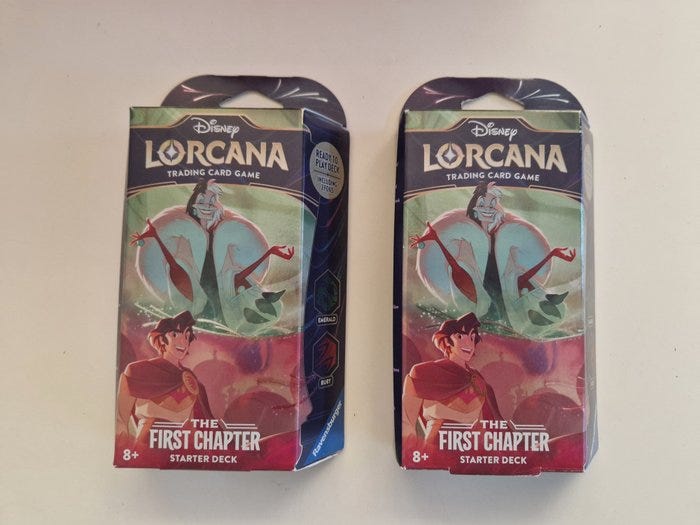 Disney
LORCANA
TRADING CARD GAME
READY TO
PLAY DECK
INCLUDING
EMERALD
RUBY
THE
FIRST CHAPTER
STARTER DECK
8+
Ravensburger
Disney
LORCANA
TRADING CARD GAME
THE
FIRST CHAPTER
STARTER DECK
8+